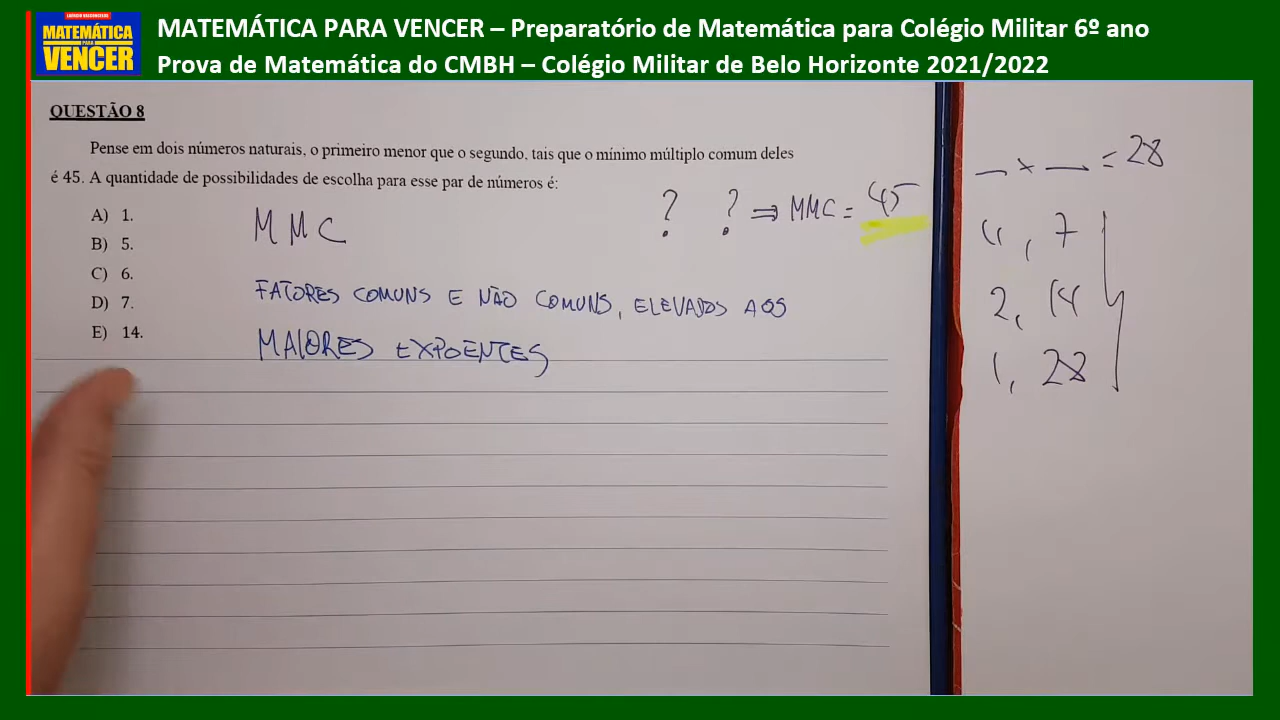 COLÉGIO RECONSTRUIR
MATEMÁTICA
PARA
VENCER
MATEMÁTICA PARA VENCER – Preparatório de Matemática para Colégio Militar 6º ano
Prova de Matemática do CMBH – Colégio Militar de Belo Horizonte 2021/2022
QUESTÃO 8
Pense em dois números naturais, o primeiro menor que o segundo, tais que o mínimo múltiplo comum deles
é 45. A quantidade de possibilidades de escolha para esse par de números é:
A) 1.
B) 5.
C) 6.
D) 7.
E) 14.
? ? ⇒ MMC = 45
MMC
FATORES COMUNS E NÃO COMUNS, ELEVADOS AOS
MAIORES EXPOENTES
__ x __ = 28
4, 7
2, 14
1, 28